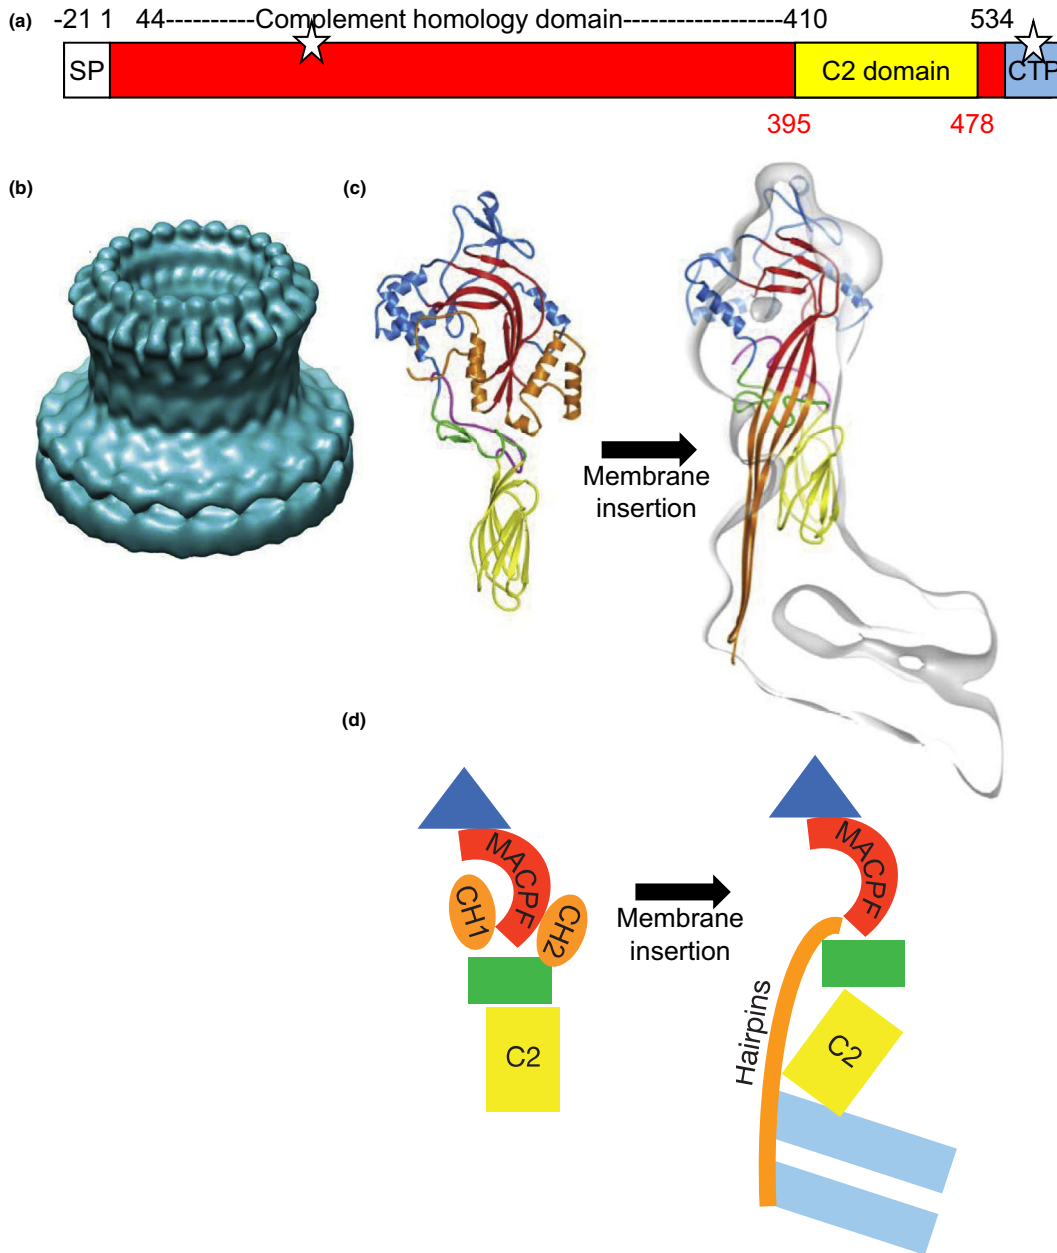 (a)
-21 1 44----------Complement homology domain-----------------410 534
SP C2 domain CTP
395 478
(b)
(c)
Membrane
insertion
(d)
MACPF
CH1
CH2
C2
Membrane
insertion
MACPF
Hairpins
C2